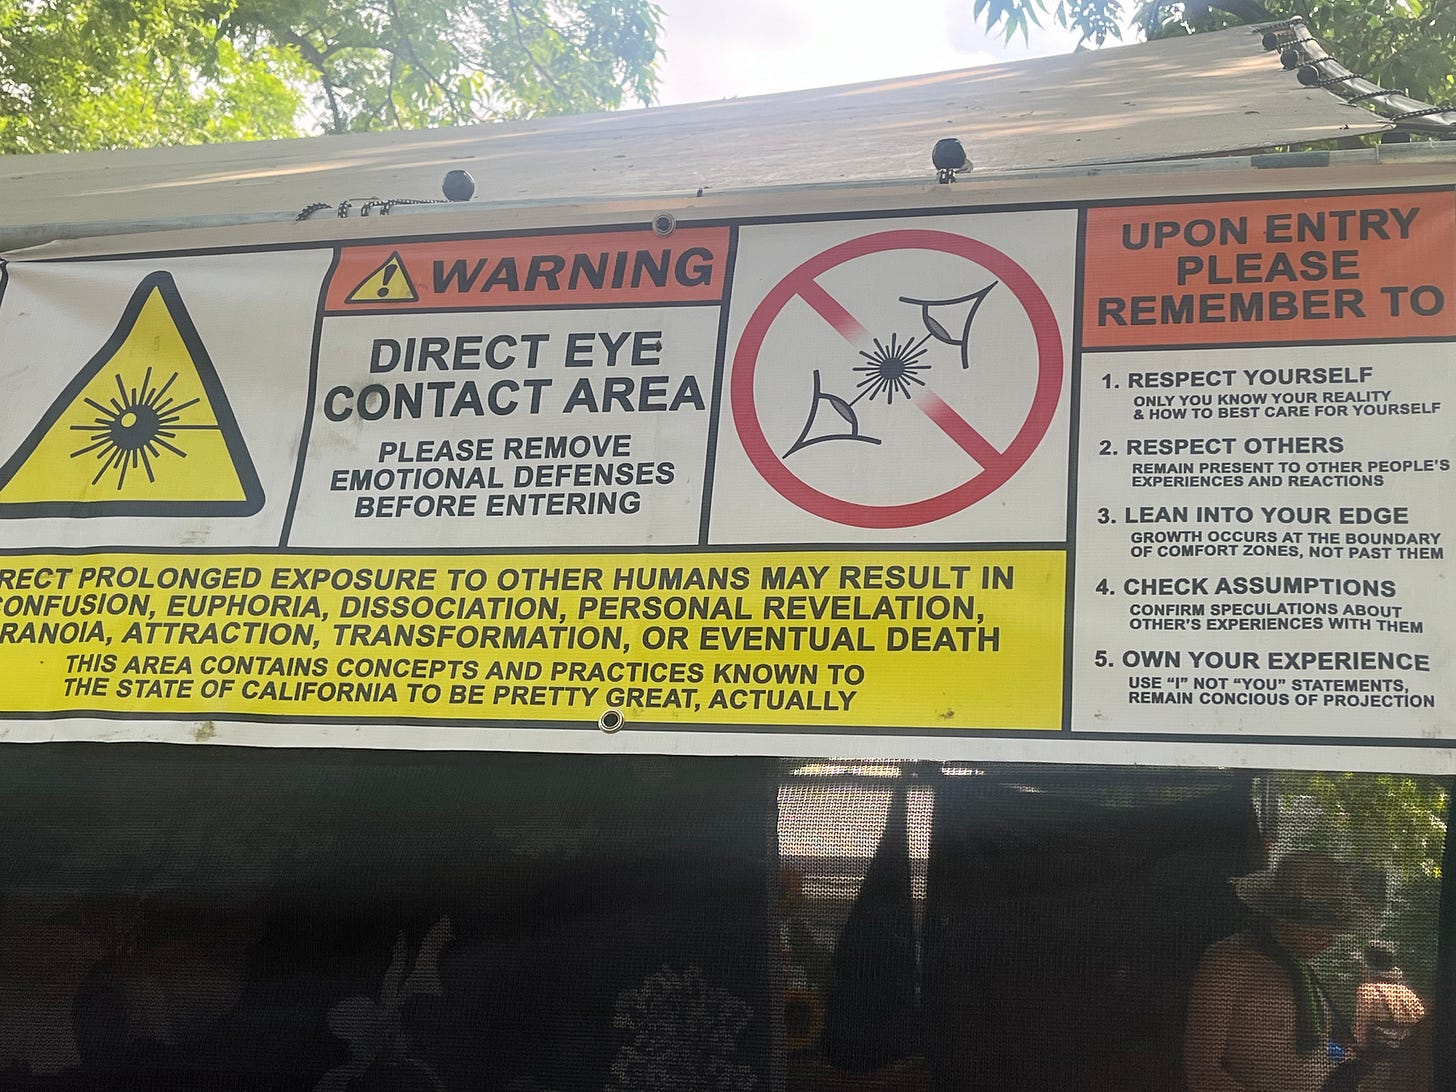 WARNING
DIRECT EYE
CONTACT AREA
PLEASE REMOVE
EMOTIONAL DEFENSES
BEFORE ENTERING
RECT PROLONGED EXPOSURE TO OTHER HUMANS MAY RESULT IN
CONFUSION, EUPHORIA, DISSOCIATION, PERSONAL REVELATION,
RANOIA, ATTRACTION, TRANSFORMATION, OR EVENTUAL DEATH
THIS AREA CONTAINS CONCEPTS AND PRACTICES KNOWN TO
THE STATE OF CALIFORNIA TO BE PRETTY GREAT, ACTUALLY
UPON ENTRY
PLEASE
REMEMBER TO
1. RESPECT YOURSELF
ONLY YOU KNOW YOUR REALITY
& HOW TO BEST CARE FOR YOURSELF
2. RESPECT OTHERS
REMAIN PRESENT TO OTHER PEOPLE'S
EXPERIENCES AND REACTIONS
3. LEAN INTO YOUR EDGE
GROWTH OCCURS AT THE BOUNDARY
OF COMFORT ZONES, NOT PAST THEM
4. CHECK ASSUMPTIONS
CONFIRM SPECULATIONS ABOUT
OTHER'S EXPERIENCES WITH THEM
5. OWN YOUR EXPERIENCE
USE "I" NOT "YOU" STATEMENTS,
REMAIN CONCIOUS OF PROJECTION